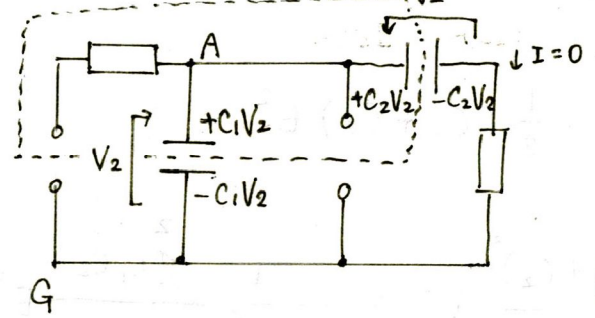 A
I=0
+C₂V₂
-C₂V₂
+C₁V₂
V₂
-C₁V₂
G